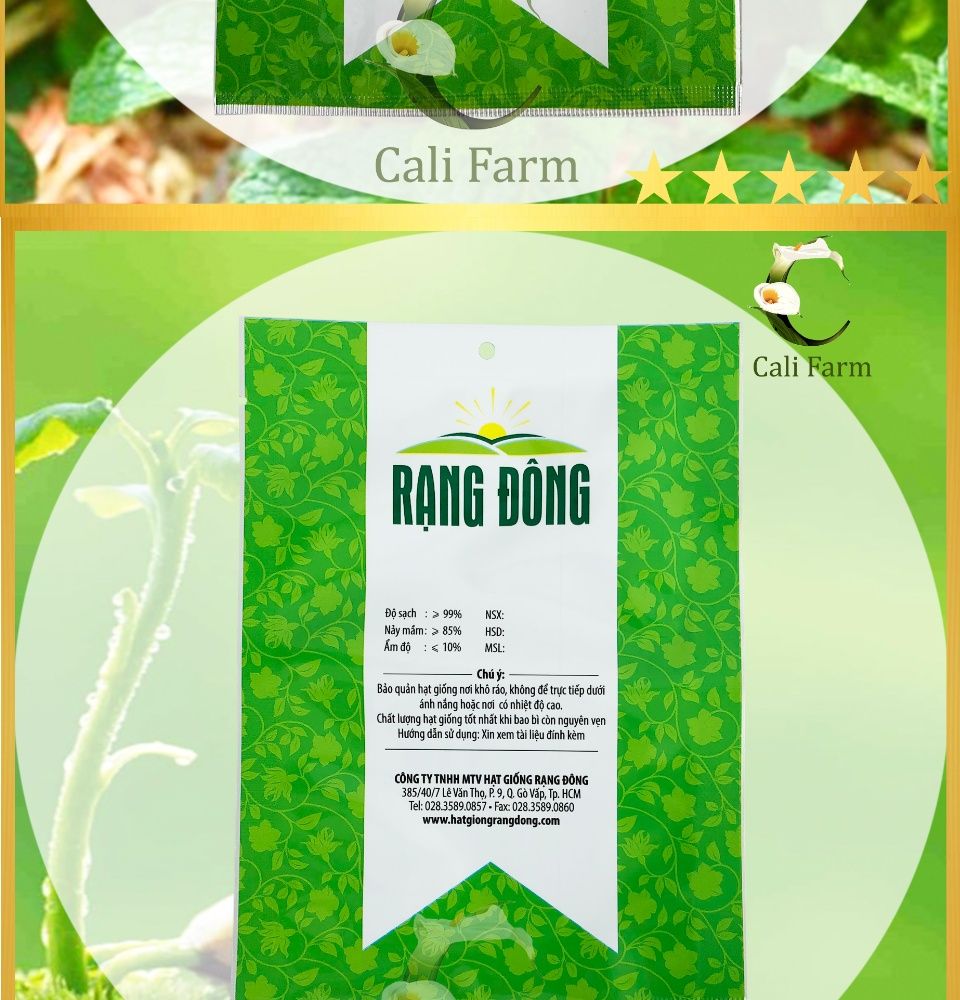 Cali Farm
Cali Farm
RẠNG ĐÔNG
Độ sạch : ⩾ 99% NSX:
Nảy mầm: ⩾ 85% HSD:
Ẩm độ : ⩽ 10% MSL:
Chú ý:
Bảo quản hạt giống nơi khô ráo, không để trực tiếp dưới
ánh nắng hoặc nơi có nhiệt độ cao.
Chất lượng hạt giống tốt nhất khi bao bì còn nguyên vẹn
Hướng dẫn sử dụng: Xin xem tài liệu đính kèm
CÔNG TY TNHH MTV HẠT GIỐNG RẠNG ĐÔNG
385/40/7 Lê Văn Thọ, P. 9, Q. Gò Vấp, Tp. HCM
Tel: 028.3589.0857 • Fax: 028.3589.0860
www.hatgiongrangdong.com